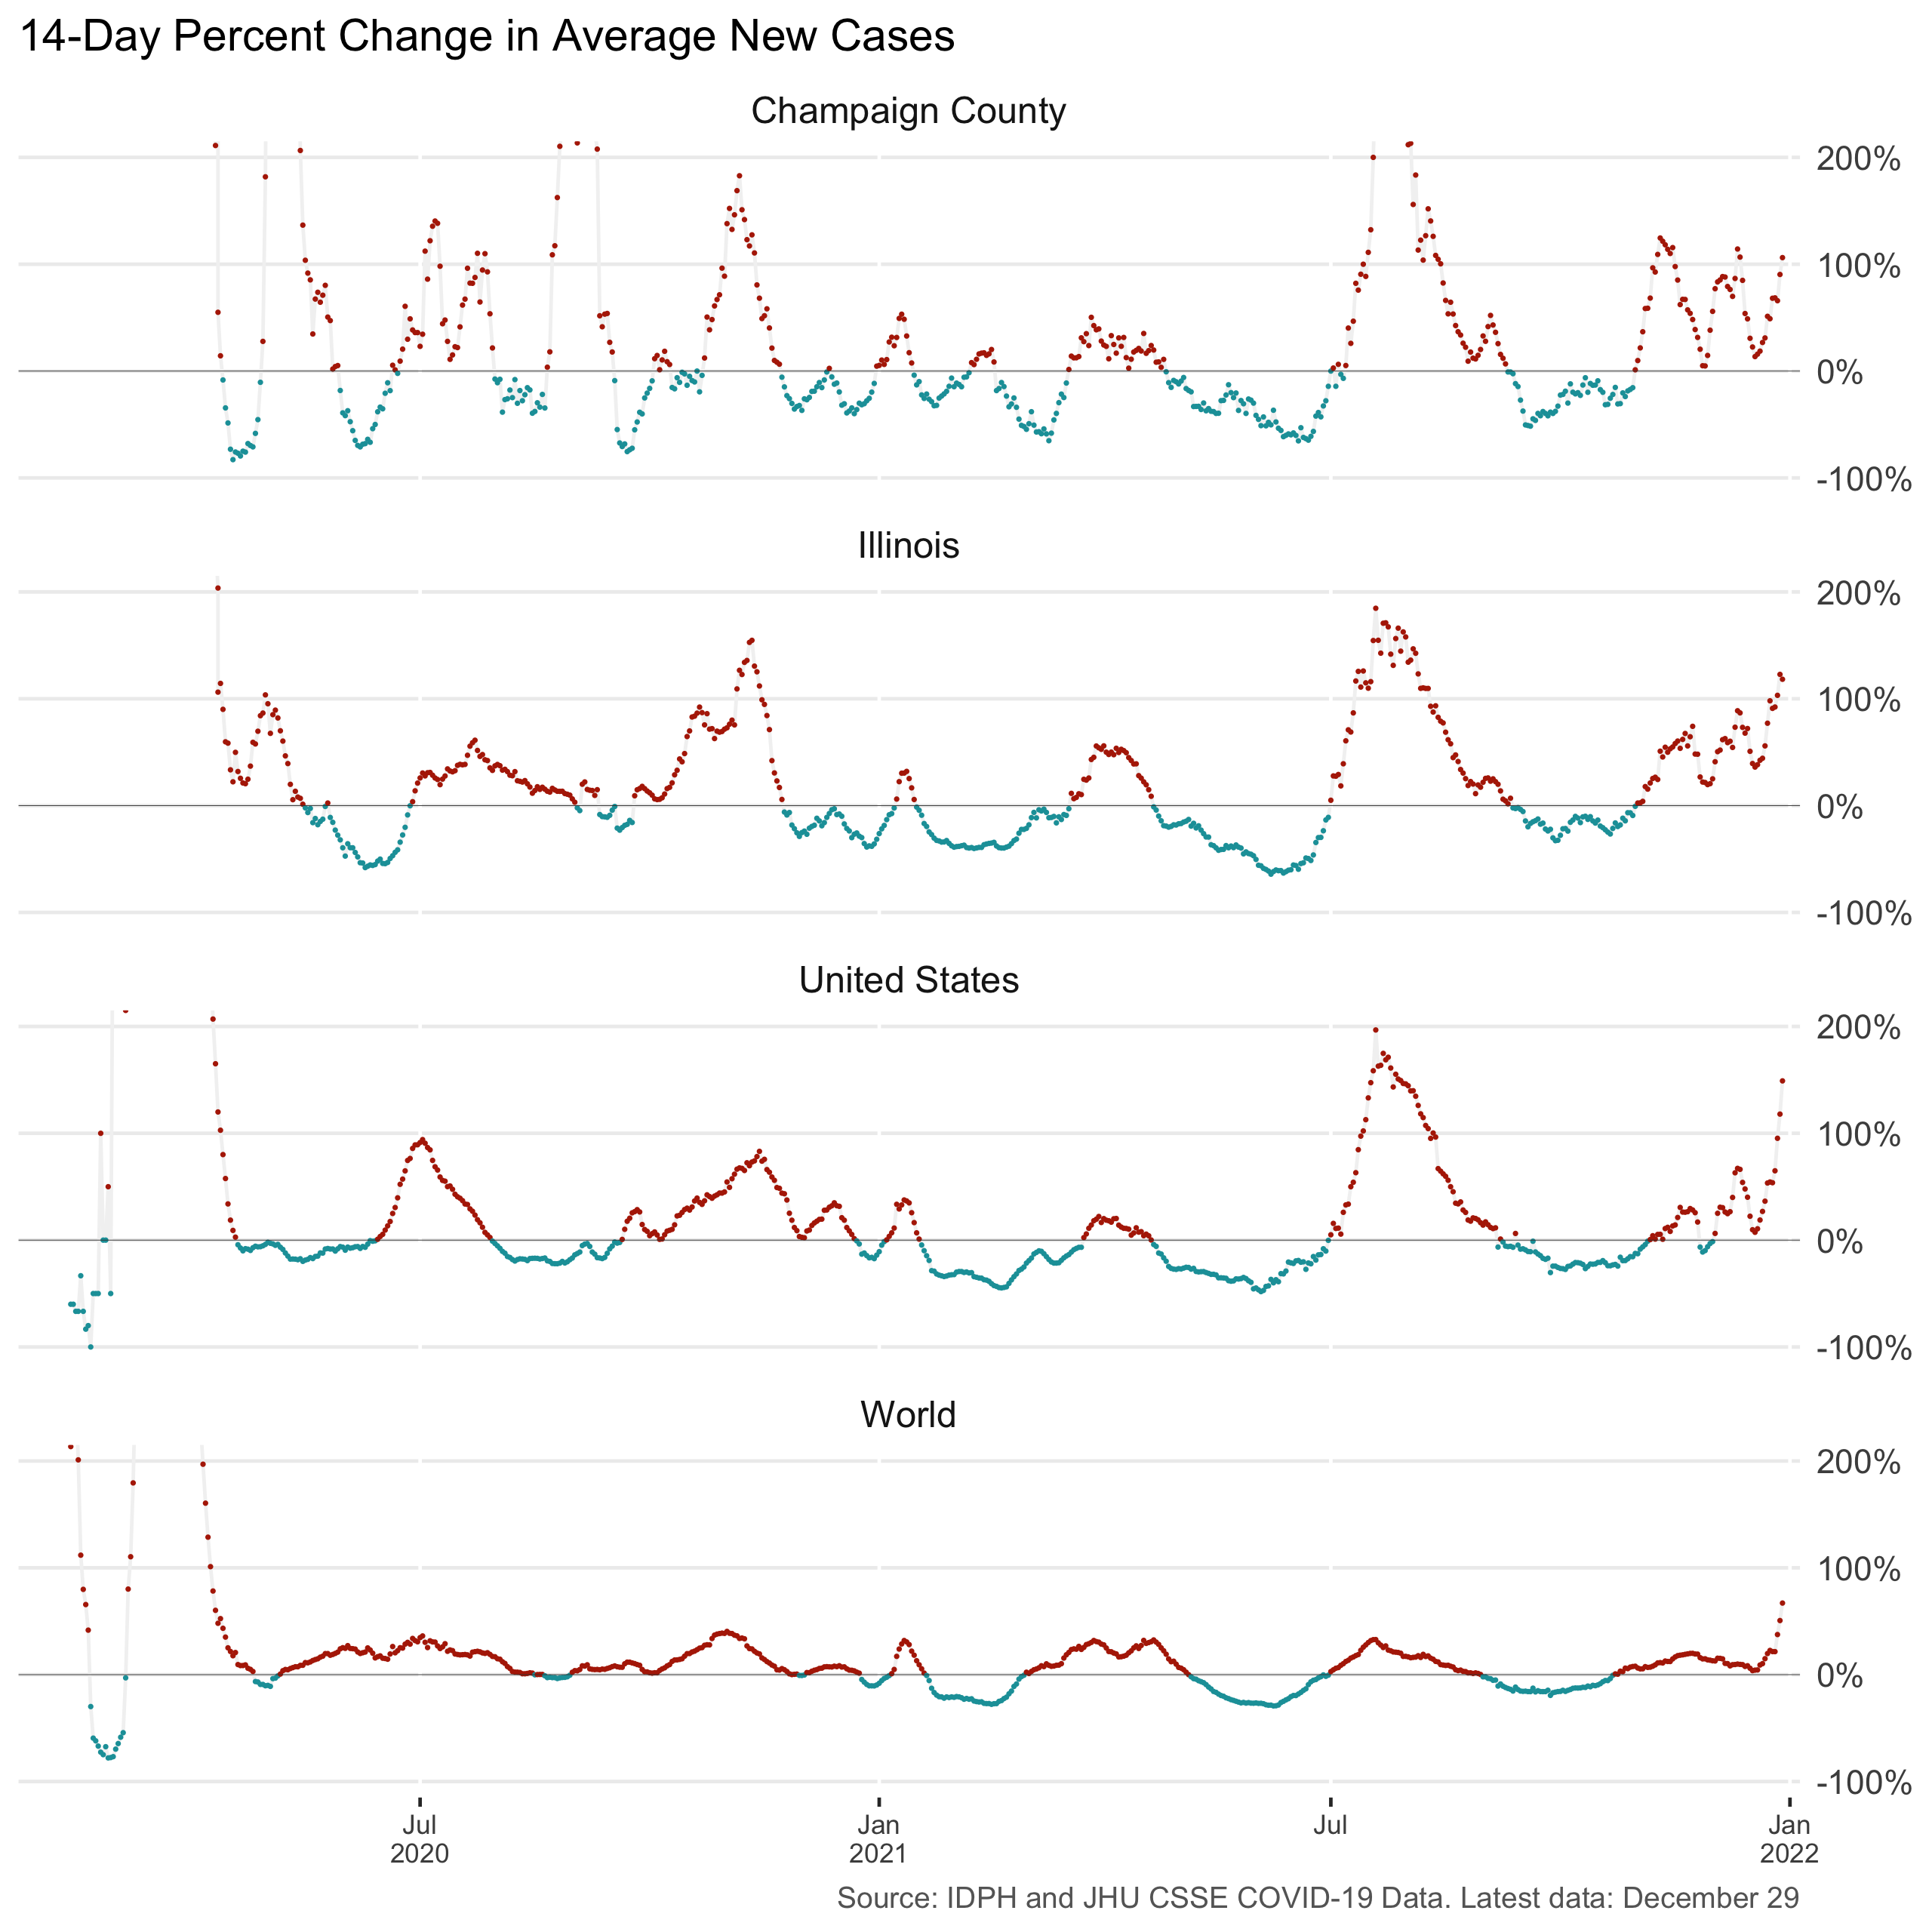 14-Day Percent Change in Average New Cases
Champaign County
200%
100%
0%
-100%
Illinois
200%
100%
0%
-100%
United States
200%
100%
0%
-100%
World
200%
100%
0%
-100%
Jul Jan Jul Jan
2020 2021 2022
Source: IDPH and JHU CSSE COVID-19 Data. Latest data: December 29